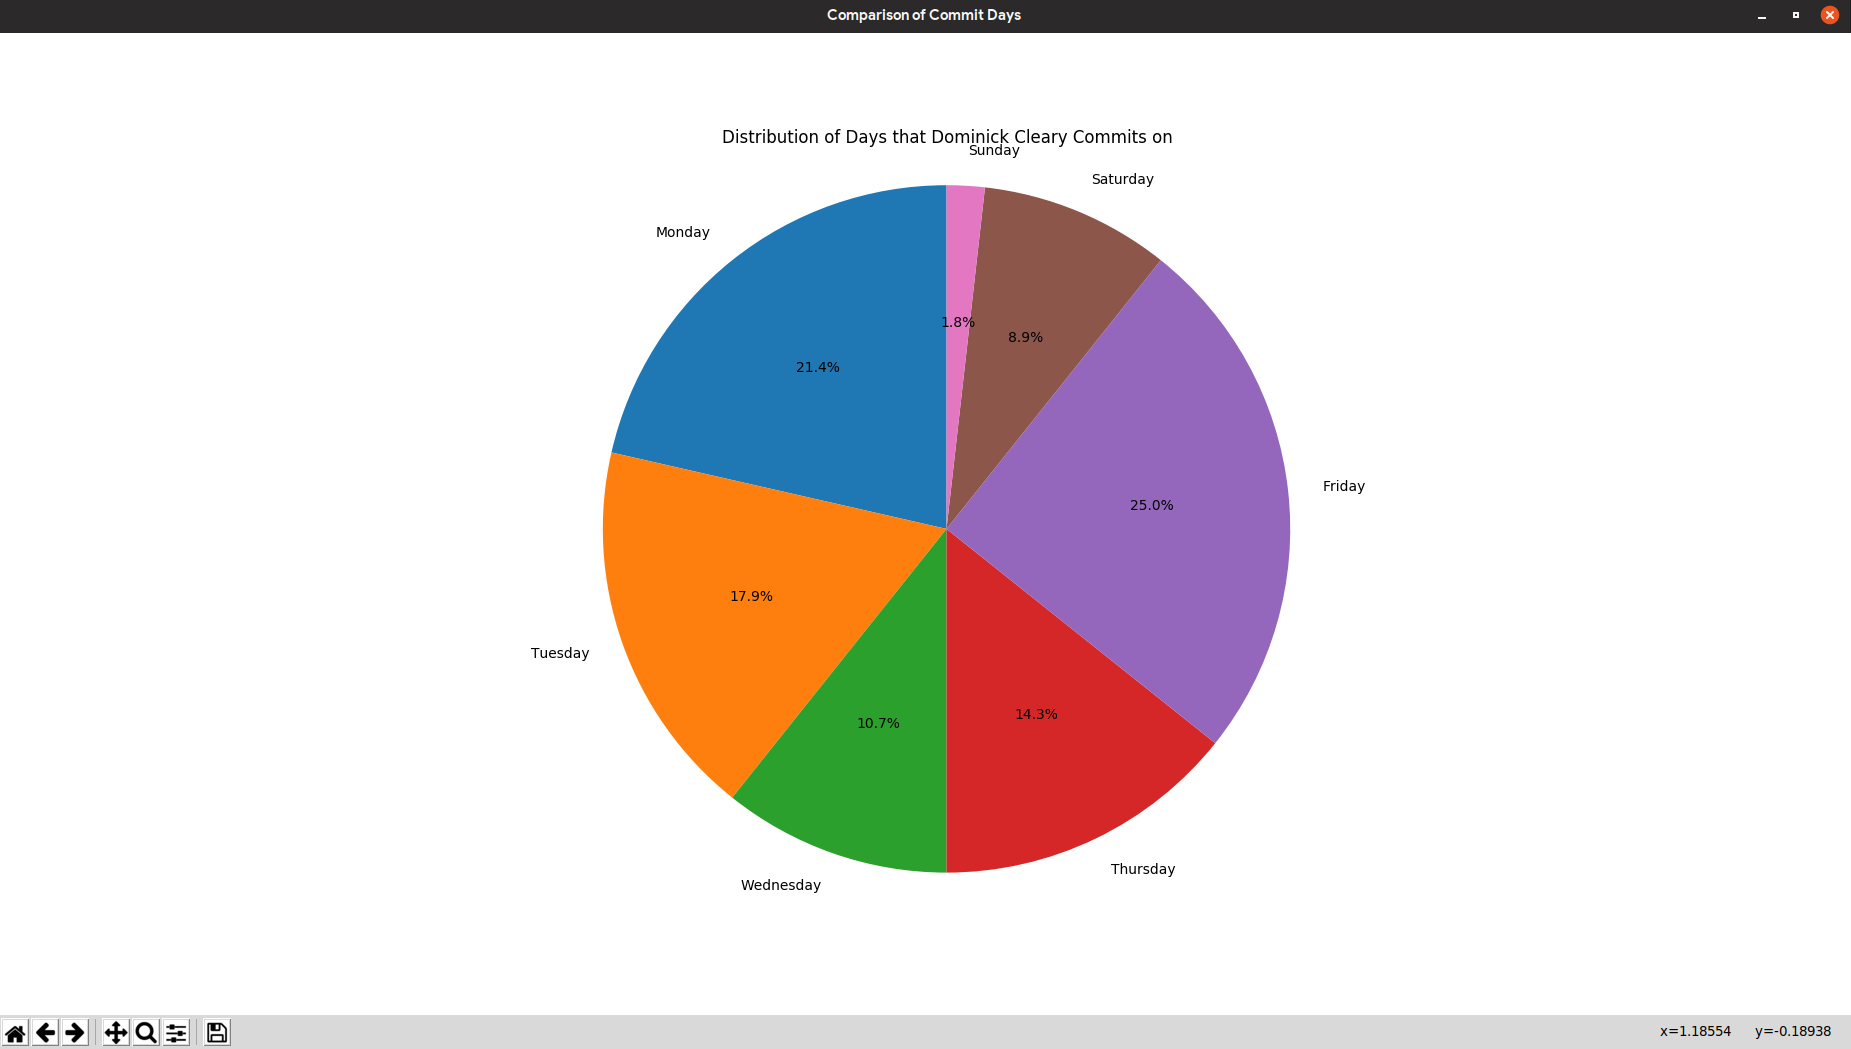 Comparison of Commit Days
Distribution of Days that Dominick Cleary Commits on
Sunday
Saturday
Monday
1.8%
8.9%
21.4%
Friday
25.0%
17.9%
Tuesday
14.3%
10.7%
Thursday
Wednesday
x=1.18554 y=-0.18938